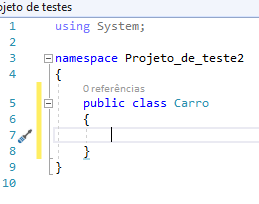 jeto de testes
1 using System;
2
3 namespace Projeto_de_teste2
4 {
0 referências
5 public class Carro
6 {
7
8 }
9 }
10